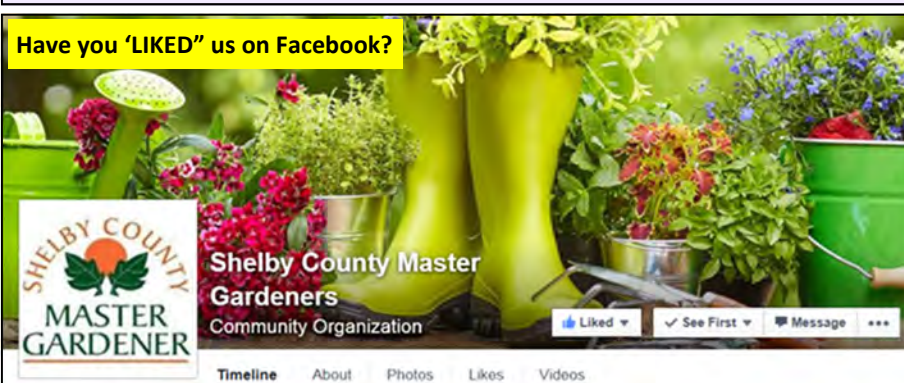 Have you ‘LIKED” us on Facebook?
SHELBY COUNTY
MASTER
GARDENER
Shelby County Master
Gardeners
Community Organization
Liked
See First
Message
Timeline About Photos Likes Videos